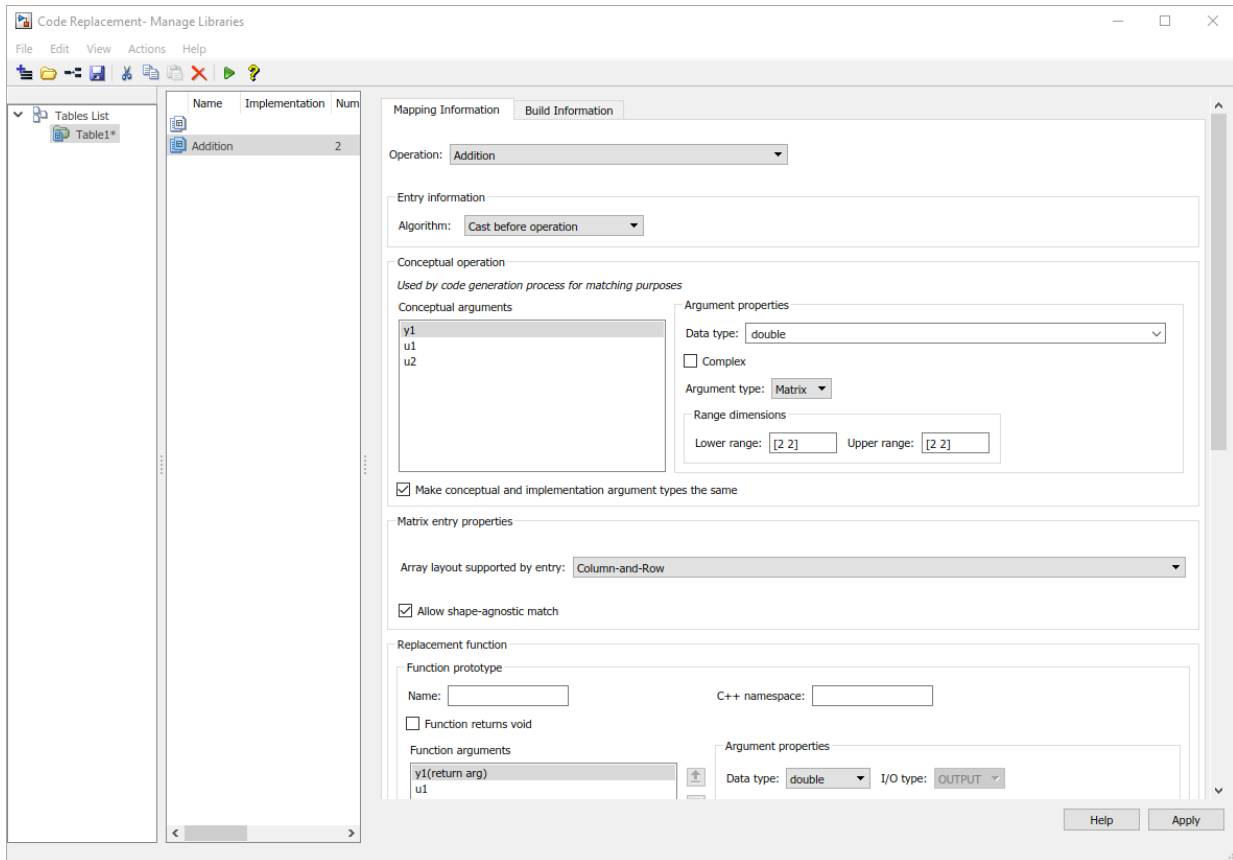 Code Replacement- Manage Libraries
File Edit View Actions Help
Tables List
Table1*
Name Implementation Num
Addition 2
Mapping Information Build Information
Operation: Addition
Entry information
Algorithm: Cast before operation
Conceptual operation
Used by code generation process for matching purposes
Conceptual arguments
y1
u1
u2
Argument properties
Data type: double
Complex
Argument type: Matrix
Range dimensions
Lower range: [2 2] Upper range: [2 2]
Make conceptual and implementation argument types the same
Matrix entry properties
Array layout supported by entry: Column-and-Row
Allow shape-agnostic match
Replacement function
Function prototype
Name: C++ namespace:
Function returns void
Function arguments
y1(return arg)
u1
Argument properties
Data type: double I/O type: OUTPUT
Help Apply